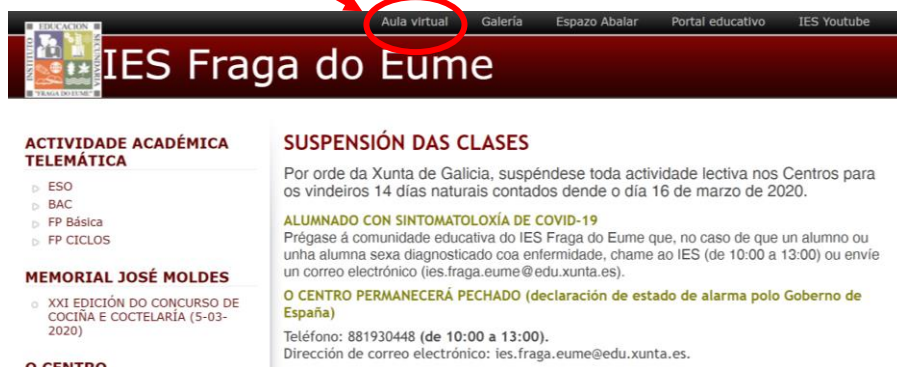 Aula virtual Galería Espazo Abalar Portal educativo IES Youtube
EDUCACION
INSTITUTO
SECUNDARIA
"FRAGA DO EUME"
IES Fraga do Eume
ACTIVIDADE ACADÉMICA
TELEMÁTICA
ESO
BAC
FP Básica
FP CICLOS
MEMORIAL JOSÉ MOLDES
XXI EDICIÓN DO CONCURSO DE
COCIÑA E COCTELARÍA (5-03-
2020)
O CENTRO
SUSPENSIÓN DAS CLASES
Por orde da Xunta de Galicia, suspéndese toda actividade lectiva nos Centros para
os vindeiros 14 días naturais contados dende o día 16 de marzo de 2020.
ALUMNADO CON SINTOMATOLOXÍA DE COVID-19
Prégase á comunidade educativa do IES Fraga do Eume que, no caso de que un alumno ou
unha alumna sexa diagnosticado coa enfermidade, chame ao IES (de 10:00 a 13:00) ou envíe
un correo electrónico (ies.fraga.eume@edu.xunta.es).
O CENTRO PERMANECERÁ PECHADO (declaración de estado de alarma polo Goberno de
España)
Teléfono: 881930448 (de 10:00 a 13:00).
Dirección de correo electrónico: ies.fraga.eume@edu.xunta.es.